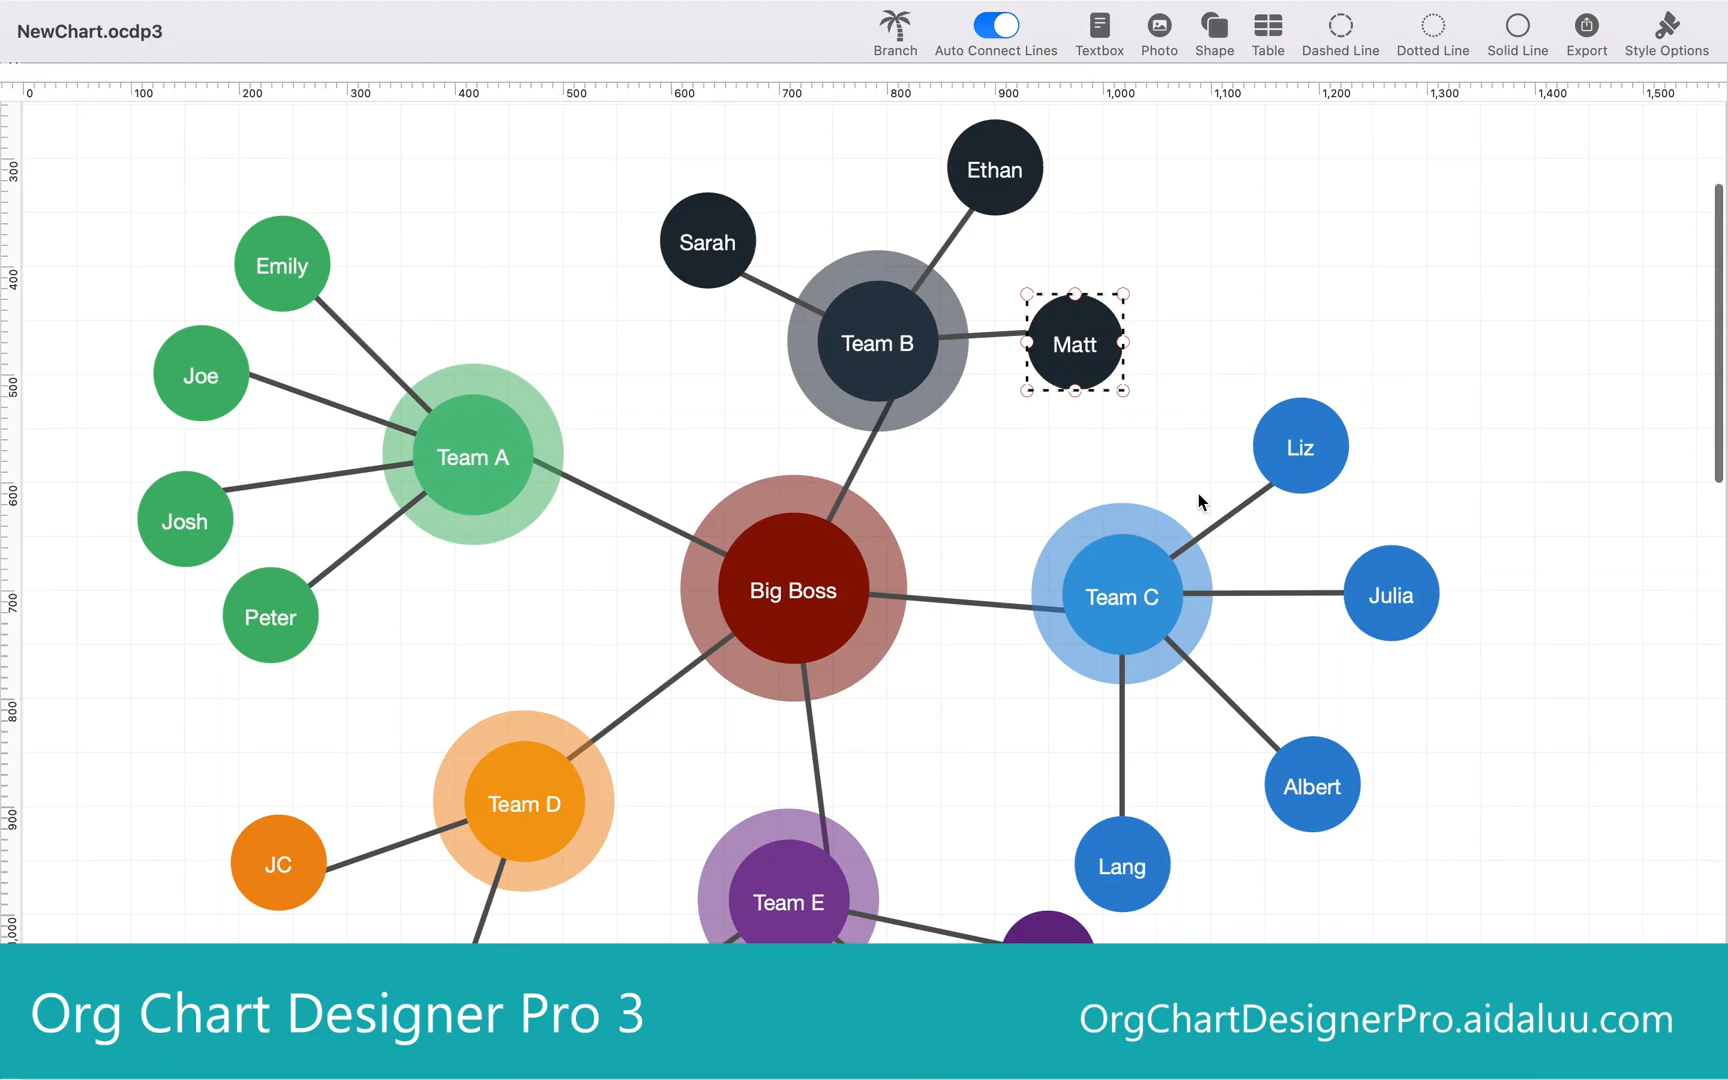 NewChart.ocdp3
Branch
Auto Connect Lines
Textbox
Photo
Shape
Table
Dashed Line
Dotted Line
Solid Line
Export
Style Options
0 100 200 300 400 500 600 700 800 900 1,000 1,100 1,200 1,300 1,400 1,500
300
400
500
600
700
800
900
1,000
Ethan
Sarah
Emily
Team B
Matt
Joe
Liz
Team A
Josh
Big Boss
Team C
Julia
Peter
Albert
Team D
JC
Lang
Team E
Org Chart Designer Pro 3
OrgChartDesignerPro.aidaluu.com